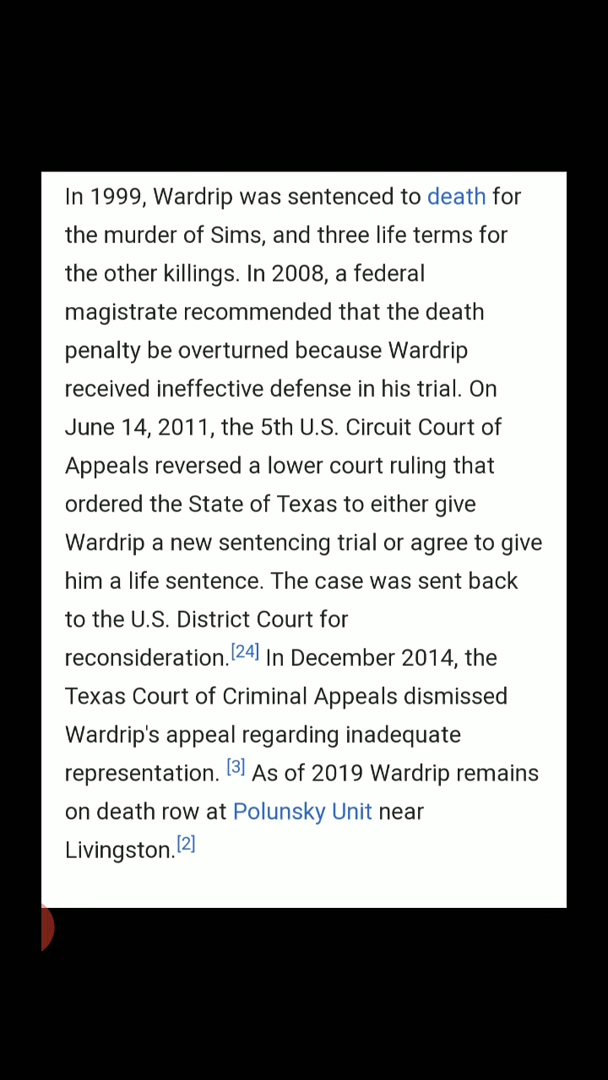 In 1999, Wardrip was sentenced to death for
the murder of Sims, and three life terms for
the other killings. In 2008, a federal
magistrate recommended that the death
penalty be overturned because Wardrip
received ineffective defense in his trial. On
June 14, 2011, the 5th U.S. Circuit Court of
Appeals reversed a lower court ruling that
ordered the State of Texas to either give
Wardrip a new sentencing trial or agree to give
him a life sentence. The case was sent back
to the U.S. District Court for
reconsideration.[24] In December 2014, the
Texas Court of Criminal Appeals dismissed
Wardrip's appeal regarding inadequate
representation. [3] As of 2019 Wardrip remains
on death row at Polunsky Unit near
Livingston.[2]